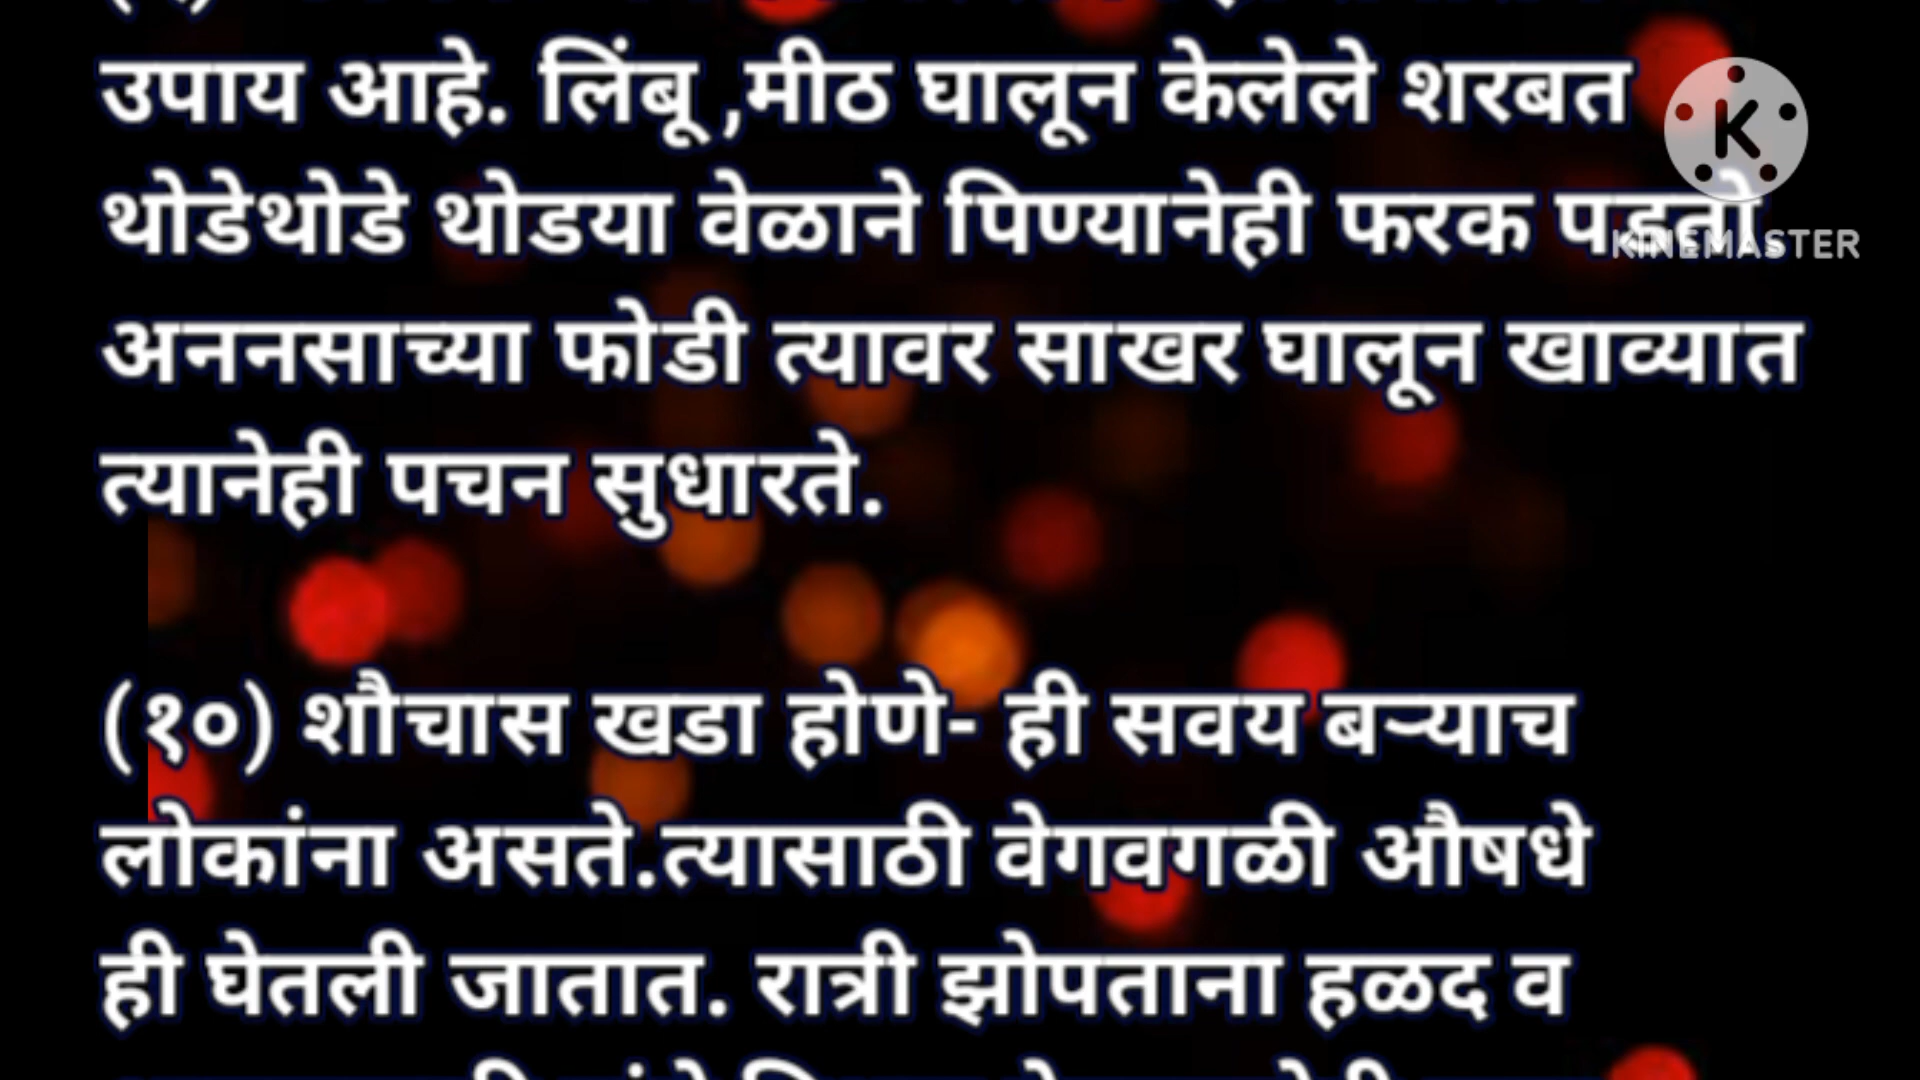 उपाय आहे. लिंबू ,मीठ घालून केलेले शरबत
थोडेथोडे थोडया वेळाने पिण्यानेही फरक पडतो
KINEMASTER
अननसाच्या फोडी त्यावर साखर घालून खाव्यात
त्यानेही पचन सुधारते.
(१०) शौचास खडा होणे- ही सवय बऱ्याच
लोकांना असते.त्यासाठी वेगवगळी औषधे
ही घेतली जातात. रात्री झोपताना हळद व